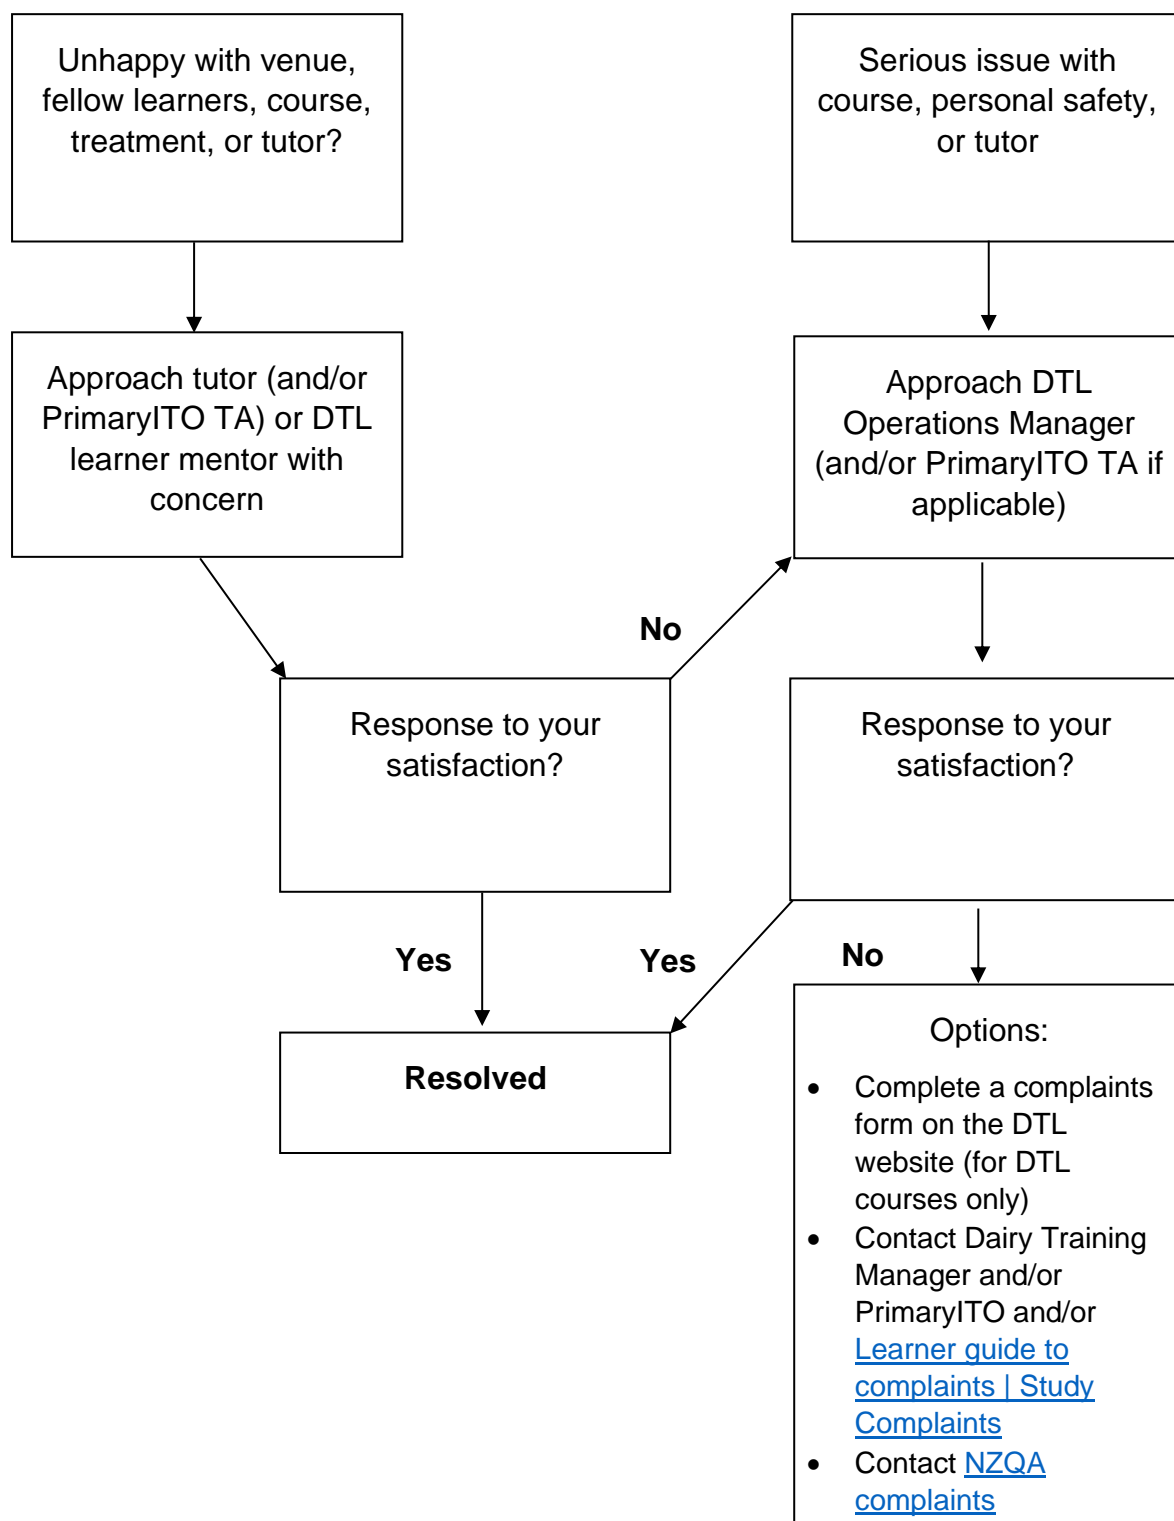 Unhappy with venue,
fellow learners, course,
treatment, or tutor?
Serious issue with
course, personal safety,
or tutor
Approach tutor (and/or
PrimaryITO TA) or DTL
learner mentor with
concern
Approach DTL
Operations Manager
(and/or PrimaryITO TA if
applicable)
No
Response to your
satisfaction?
Response to your
satisfaction?
Yes
Yes
No
Resolved
Options:
• Complete a complaints
form on the DTL
website (for DTL
courses only)
• Contact Dairy Training
Manager and/or
PrimaryITO and/or
Learner guide to
complaints | Study
Complaints
• Contact NZQA
complaints